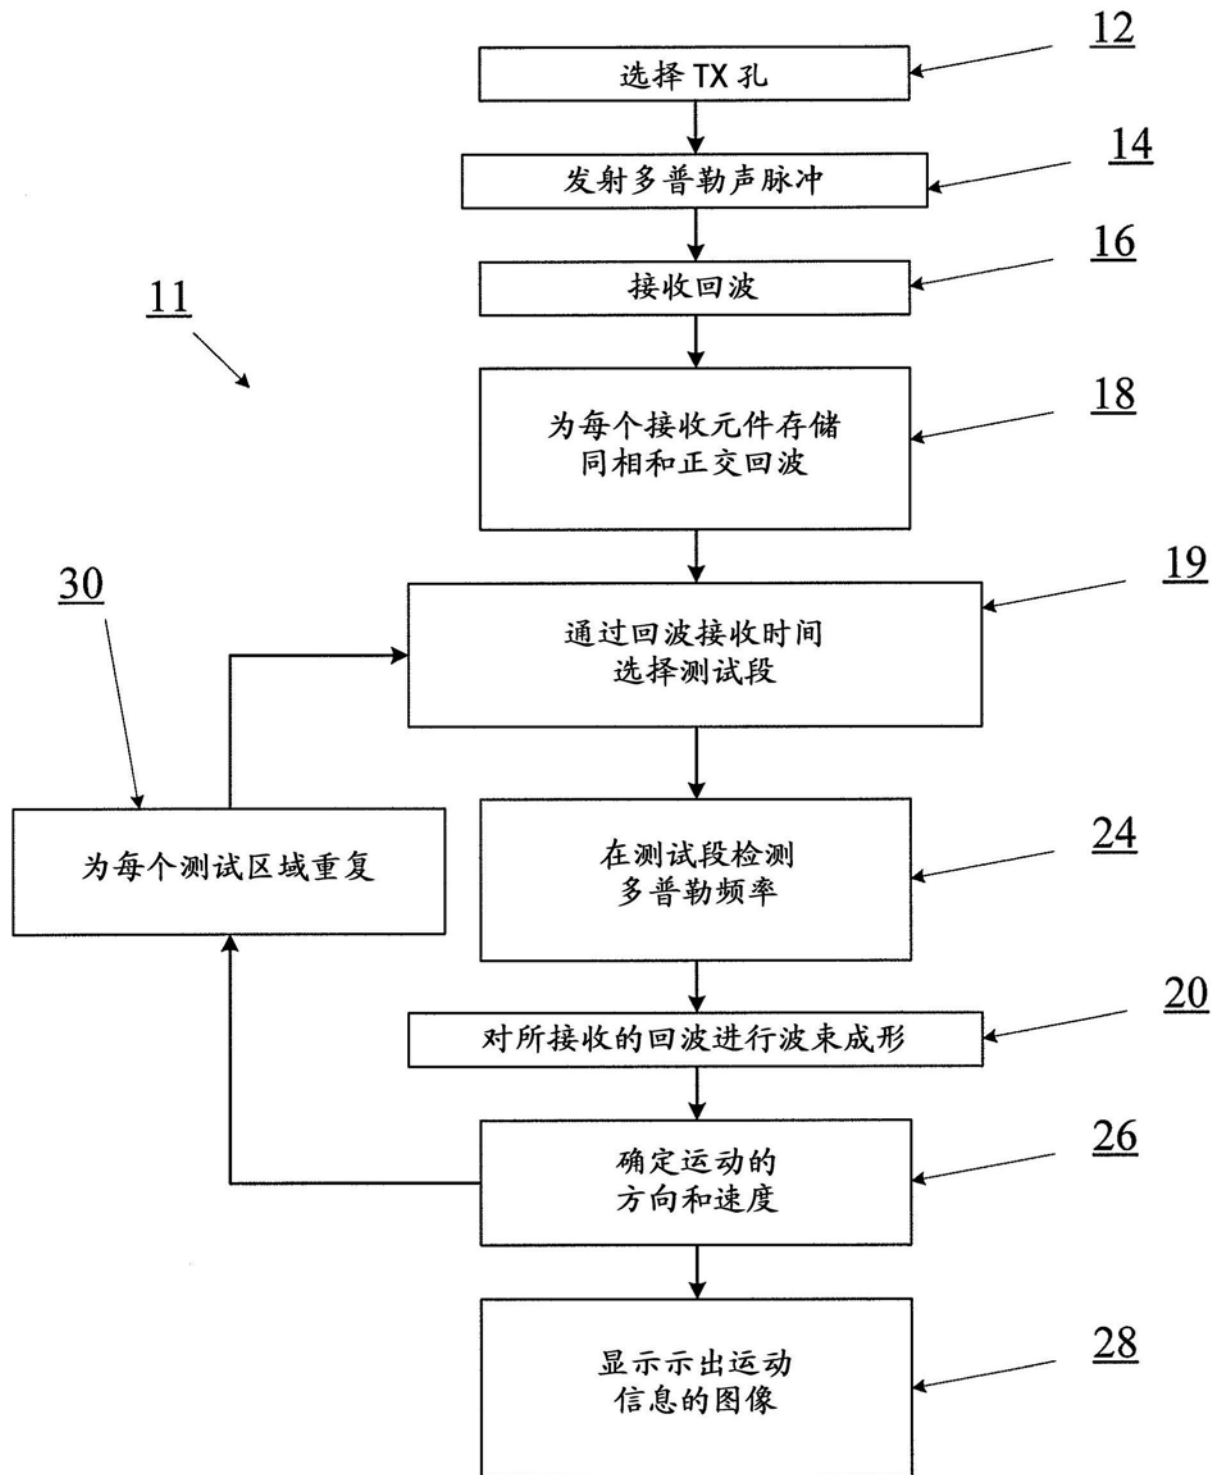 12
选择 TX 孔
14
发射多普勒声脉冲
16
接收回波
11
18
为每个接收元件存储
同相和正交回波
19
30
通过回波接收时间
选择测试段
为每个测试区域重复
24
在测试段检测
多普勒频率
20
对所接收的回波进行波束成形
26
确定运动的
方向和速度
28
显示示出运动
信息的图像